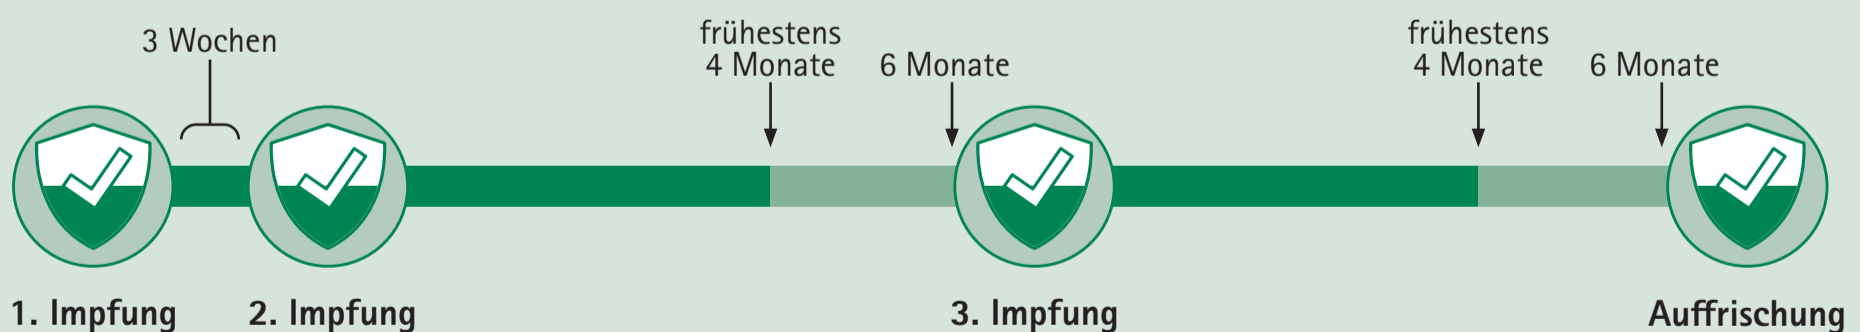 3 Wochen
frühestens
4 Monate
6 Monate
frühestens
4 Monate
6 Monate
1. Impfung
2. Impfung
3. Impfung
Auffrischung